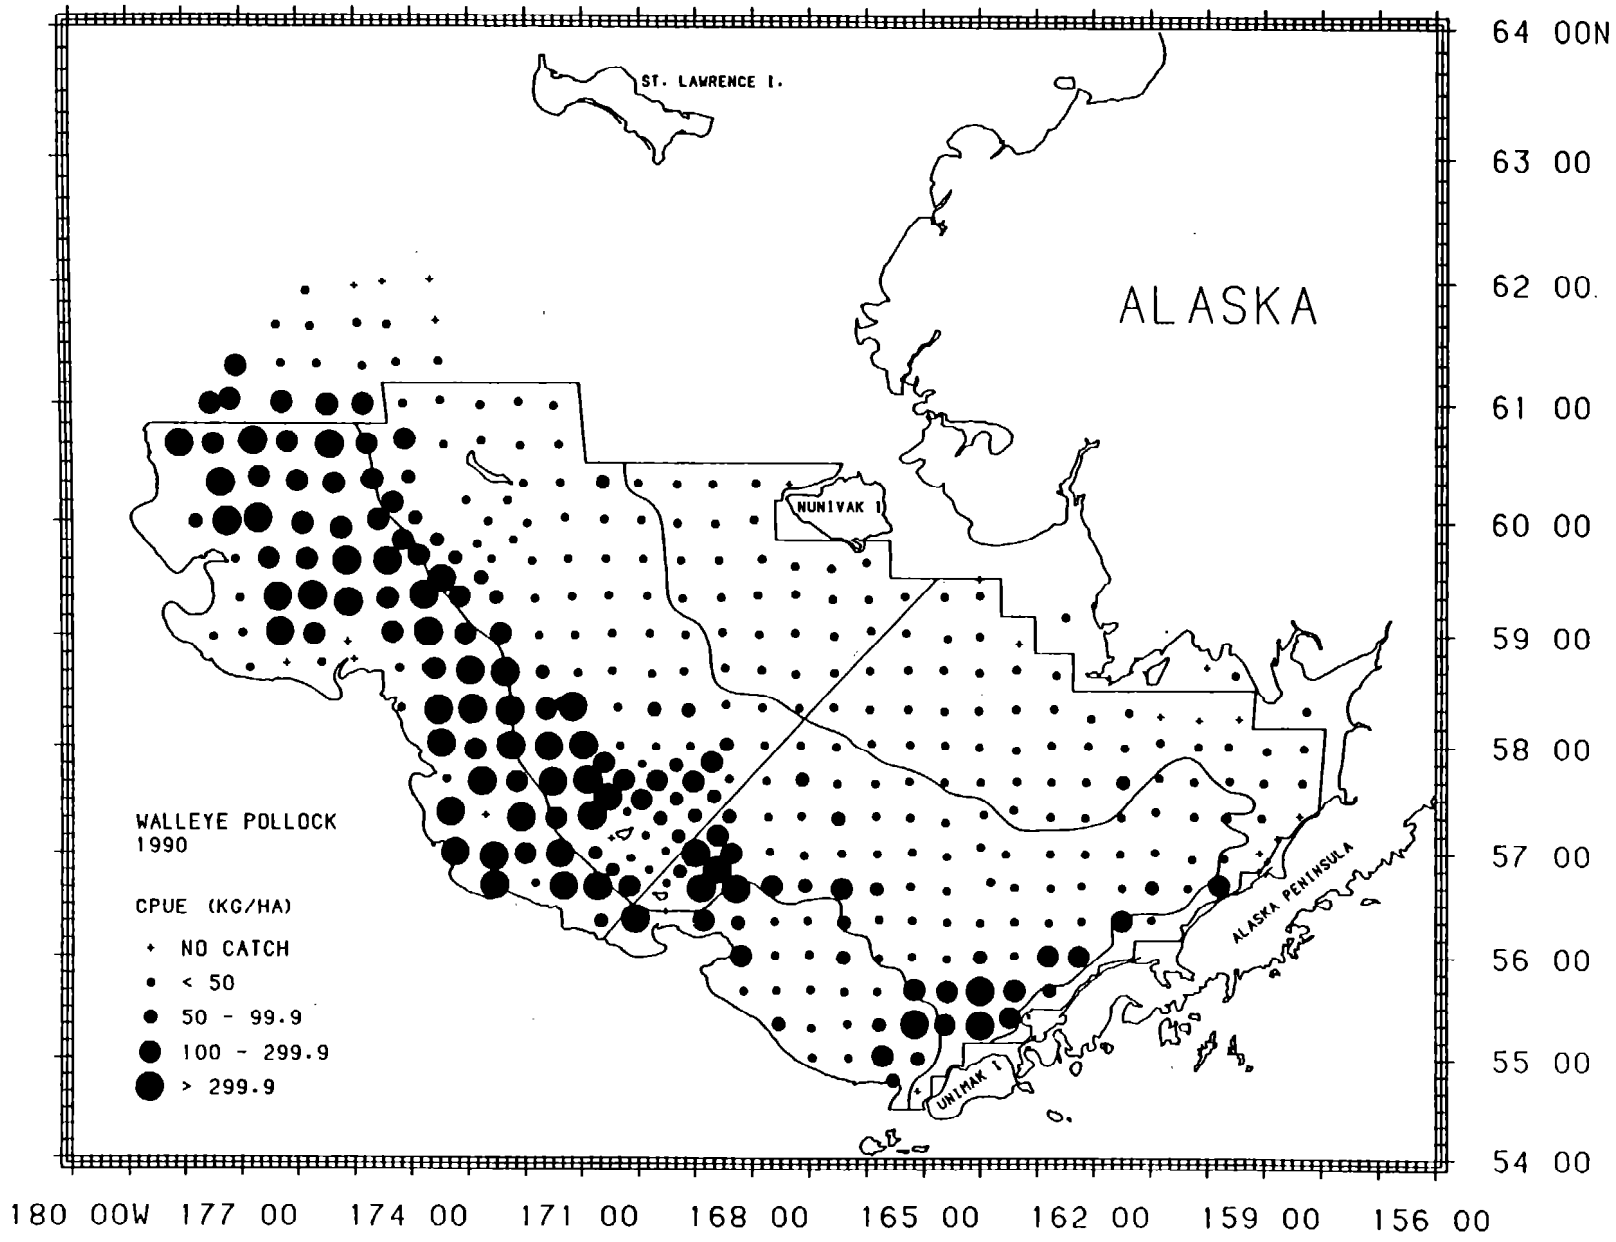 64 00N
ST. LAWRENCE I.
63 00
62 00
ALASKA
61 00
NUNIVAK I
60 00
59 00
58 00
WALLEYE POLLOCK
1990
57 00
ALASKA PENINSULA
CPUE (KG/HA)
NO CATCH
56 00
< 50
50 - 99.9
100 - 299.9
55 00
> 299.9
UNIMAK I
54 00
180 00W 177 00 174 00 171 00 168 00 165 00 162 00 159 00 156 00